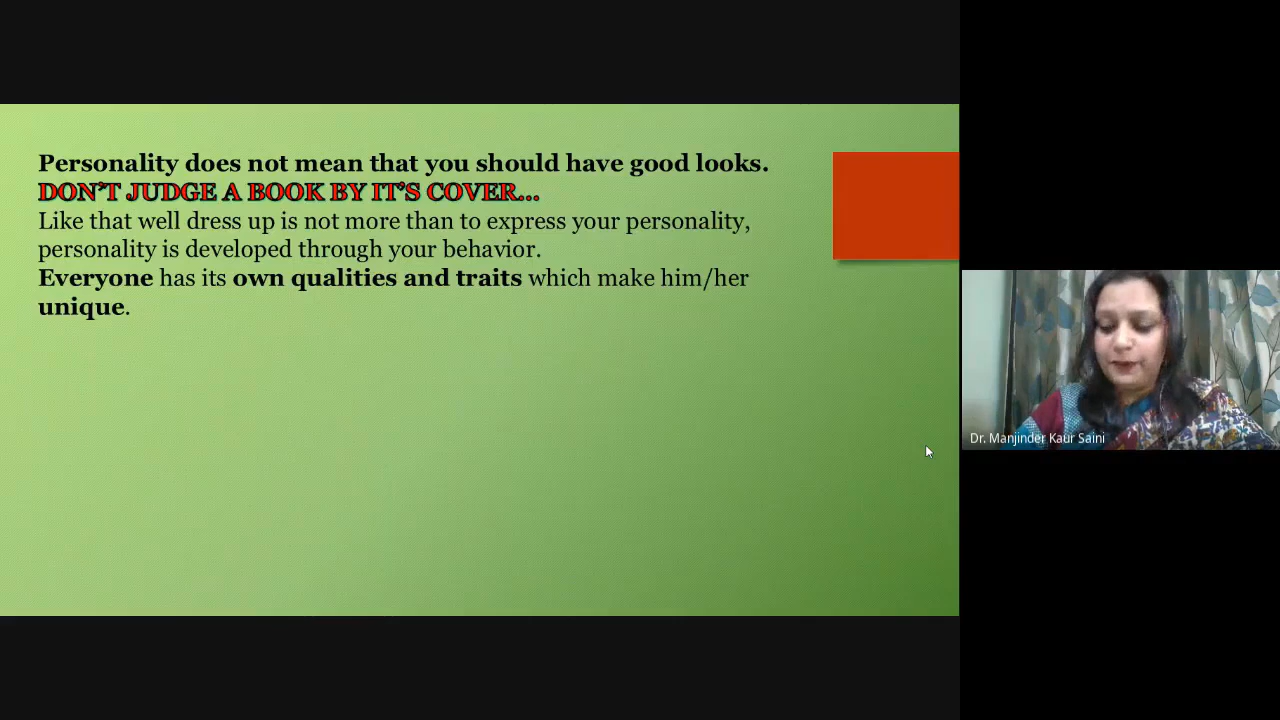 Personality does not mean that you should have good looks.
DON'T JUDGE A BOOK BY IT'S COVER...
Like that well dress up is not more than to express your personality,
personality is developed through your behavior.
Everyone has its own qualities and traits which make him/her
unique.
Dr. Manjinder Kaur Saini